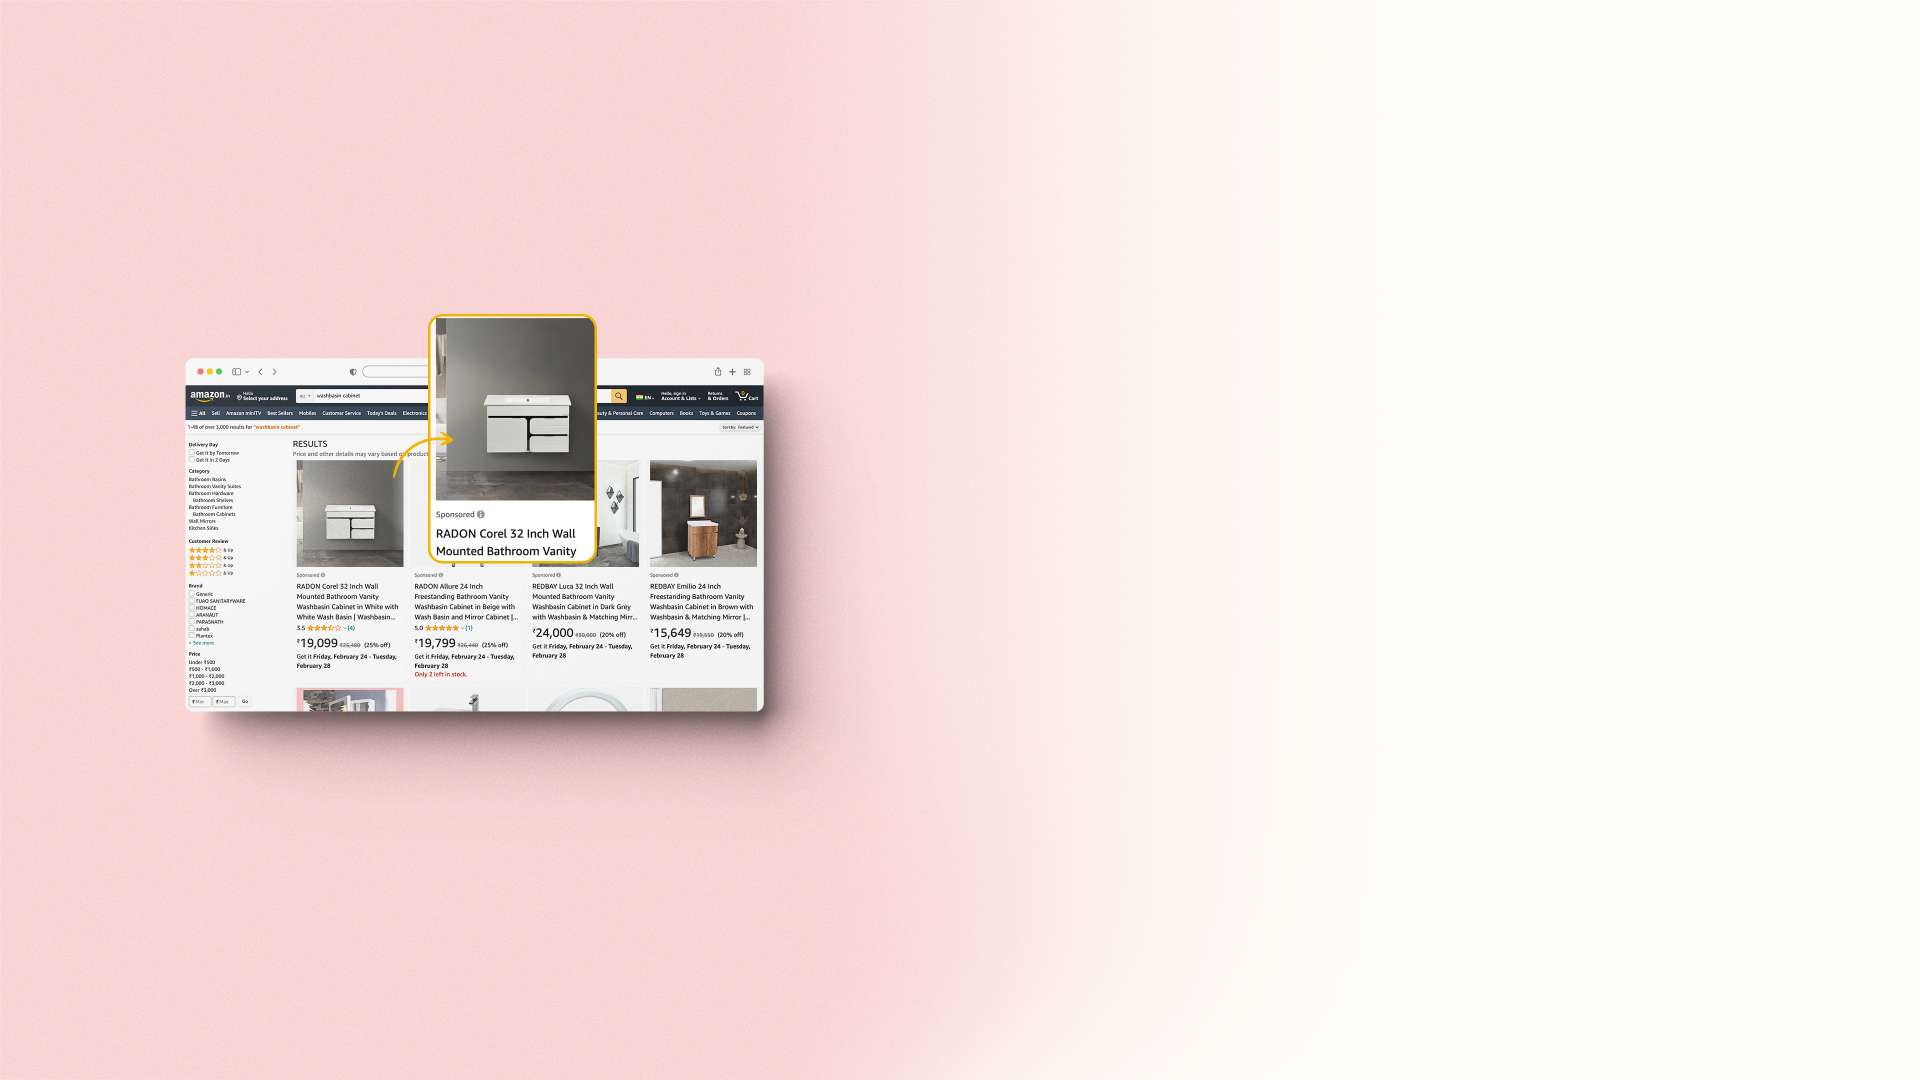 amazon.in
Hello
Select your address
All
washbasin cabinet
EN
Hello, sign in
Account & Lists
Returns
& Orders
0
Cart
All
Sell
Amazon miniTV
Best Sellers
Mobiles
Customer Service
Today's Deals
Electronics
auty & Personal Care
Computers
Books
Toys & Games
Coupons
1-48 of over 3,000 results for "washbasin cabinet"
Sort by: Featured
Delivery Day
Get it by Tomorrow
Get it in 2 Days
Category
Bathroom Basins
Bathroom Vanity Suites
Bathroom Hardware
Bathroom Shelves
Bathroom Furniture
Bathroom Cabinets
Wall Mirrors
Kitchen Sinks
Customer Review
& Up
& Up
& Up
& Up
Brand
Generic
FUAO SANITARYWARE
HOMACE
ARANAUT
PARASNATH
saheb
Plantex
See more
Price
Under ₹500
₹500 - ₹1,000
₹1,000 - ₹2,000
₹2,000 - ₹3,000
Over ₹3,000
₹ Min
₹ Max
Go
RESULTS
Price and other details may vary based on product
Sponsored
RADON Corel 32 Inch Wall
Mounted Bathroom Vanity
Sponsored
RADON Corel 32 Inch Wall
Mounted Bathroom Vanity
Washbasin Cabinet in White with
White Wash Basin | Washbasin...
3.5 (4)
₹19,099 ₹25,480 (25% off)
Get it Friday, February 24 - Tuesday,
February 28
Sponsored
RADON Allure 24 Inch
Freestanding Bathroom Vanity
Washbasin Cabinet in Beige with
Wash Basin and Mirror Cabinet |...
5.0 (1)
₹19,799 ₹26,440 (25% off)
Get it Friday, February 24 - Tuesday,
February 28
Only 2 left in stock.
Sponsored
REDBAY Luca 32 Inch Wall
Mounted Bathroom Vanity
Washbasin Cabinet in Dark Grey
with Washbasin & Matching Mirr...
₹24,000 ₹30,000 (20% off)
Get it Friday, February 24 - Tuesday,
February 28
Sponsored
REDBAY Emilio 24 Inch
Freestanding Bathroom Vanity
Washbasin Cabinet in Brown with
Washbasin & Matching Mirror |...
₹15,649 ₹19,550 (20% off)
Get it Friday, February 24 - Tuesday,
February 28